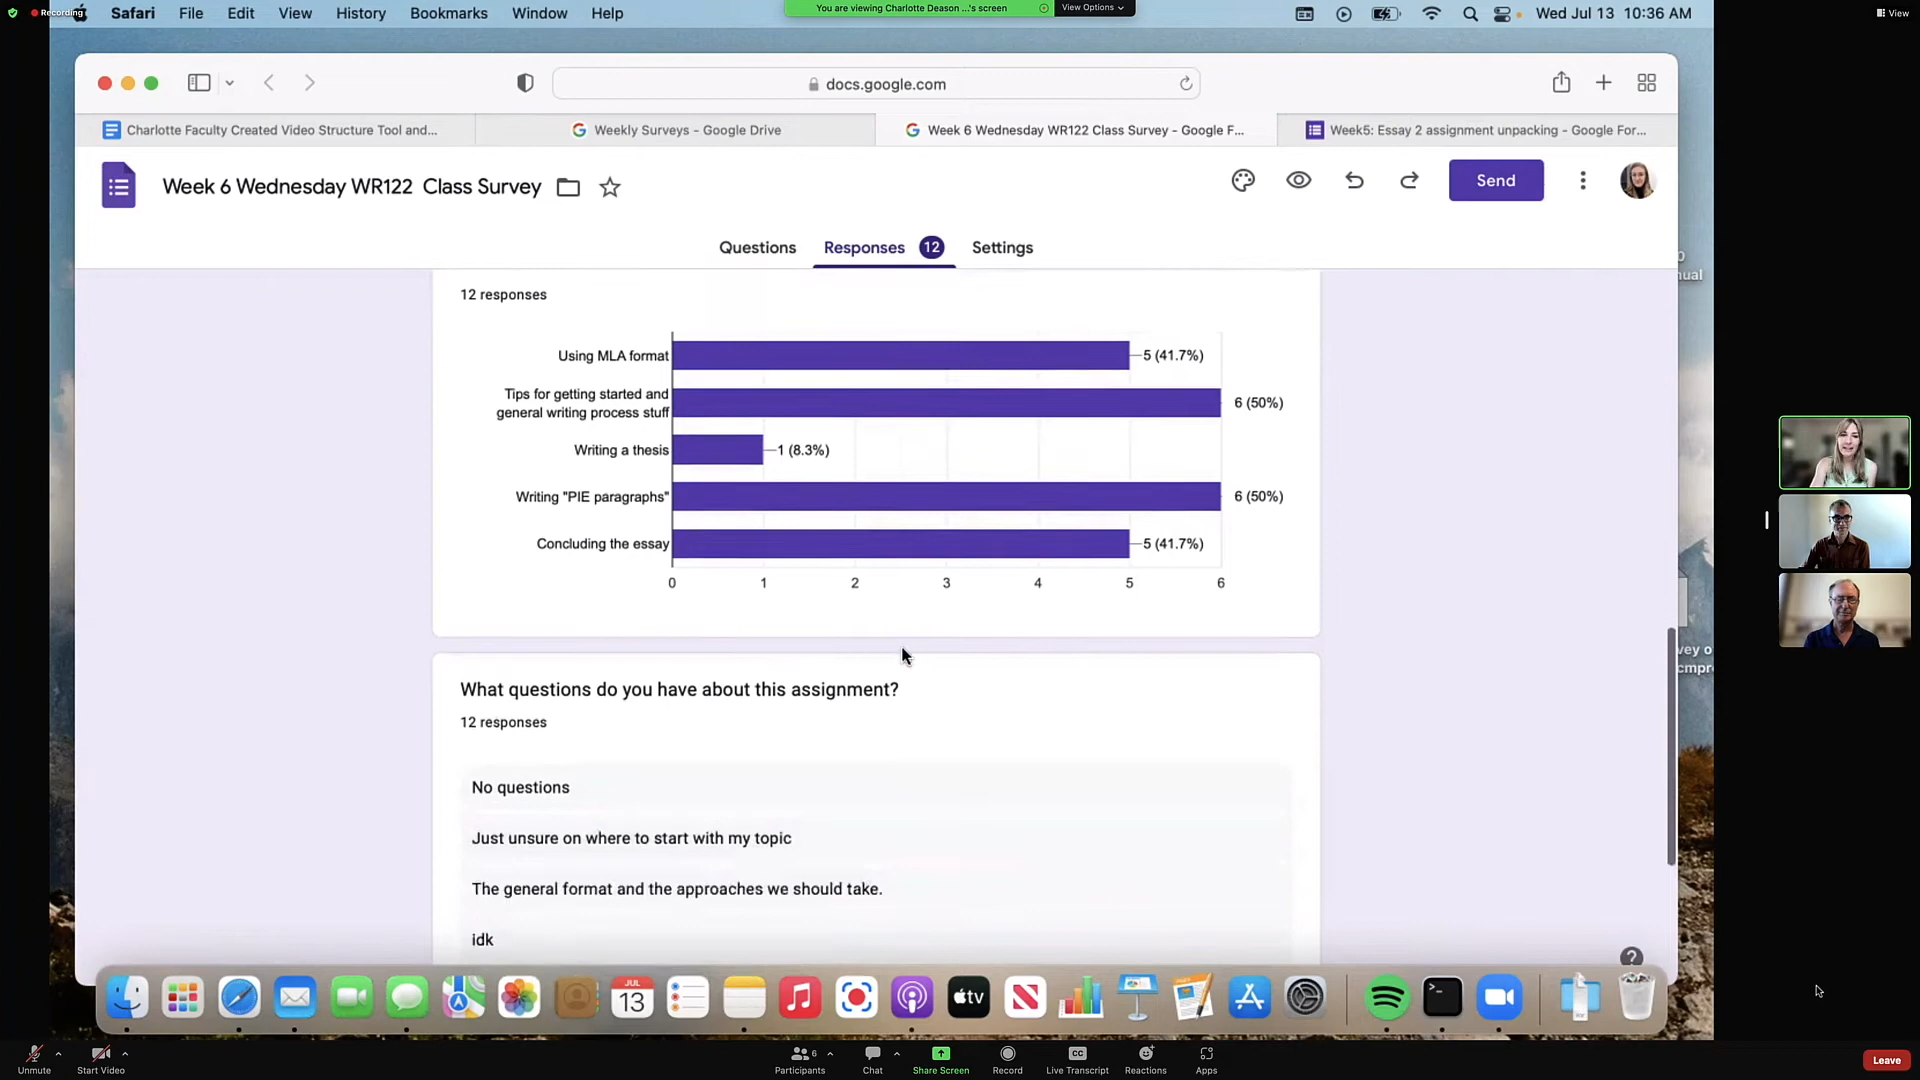 Recording
Safari File Edit View History Bookmarks Window Help
You are viewing Charlotte Deason ...'s screen
View Options
Wed Jul 13 10:36 AM
View
docs.google.com
Charlotte Faculty Created Video Structure Tool and...
Weekly Surveys - Google Drive
Week 6 Wednesday WR122 Class Survey - Google F...
Week5: Essay 2 assignment unpacking - Google For...
Week 6 Wednesday WR122 Class Survey
Send
Questions
Responses 12
Settings
12 responses
Using MLA format
5 (41.7%)
Tips for getting started and
general writing process stuff
6 (50%)
Writing a thesis
1 (8.3%)
Writing "PIE paragraphs"
6 (50%)
Concluding the essay
5 (41.7%)
0 1 2 3 4 5 6
What questions do you have about this assignment?
12 responses
No questions
Just unsure on where to start with my topic
The general format and the approaches we should take.
idk
JUL
13
tv
Unmute
Start Video
Participants 6
Chat
Share Screen
Record
CC
Live Transcript
Reactions
Apps
Leave